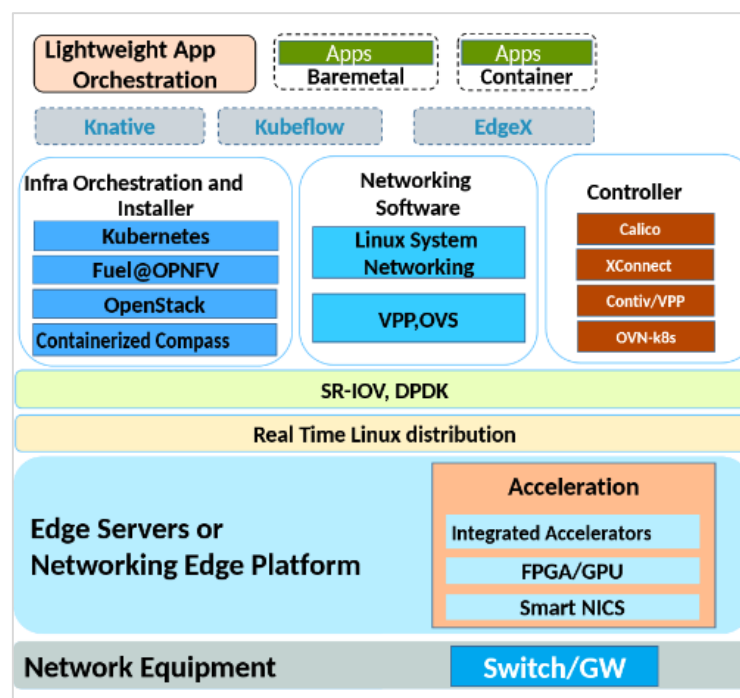 Lightweight App
Orchestration
Apps
Baremetal
Apps
Container
Knative
Kubeflow
EdgeX
Infra Orchestration and
Installer
Kubernetes
Fuel@OPNFV
OpenStack
Containerized Compass
Networking
Software
Linux System
Networking
VPP,OVS
Controller
Calico
XConnect
Contiv/VPP
OVN-k8s
SR-IOV, DPDK
Real Time Linux distribution
Edge Servers or
Networking Edge Platform
Acceleration
Integrated Accelerators
FPGA/GPU
Smart NICS
Network Equipment
Switch/GW